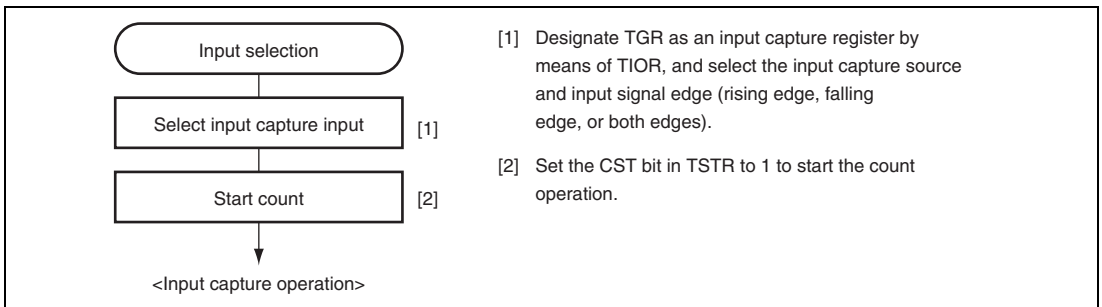 Input selection
Select input capture input
[1]
Start count
[2]
<Input capture operation>
[1] Designate TGR as an input capture register by
means of TIOR, and select the input capture source
and input signal edge (rising edge, falling
edge, or both edges).
[2] Set the CST bit in TSTR to 1 to start the count
operation.